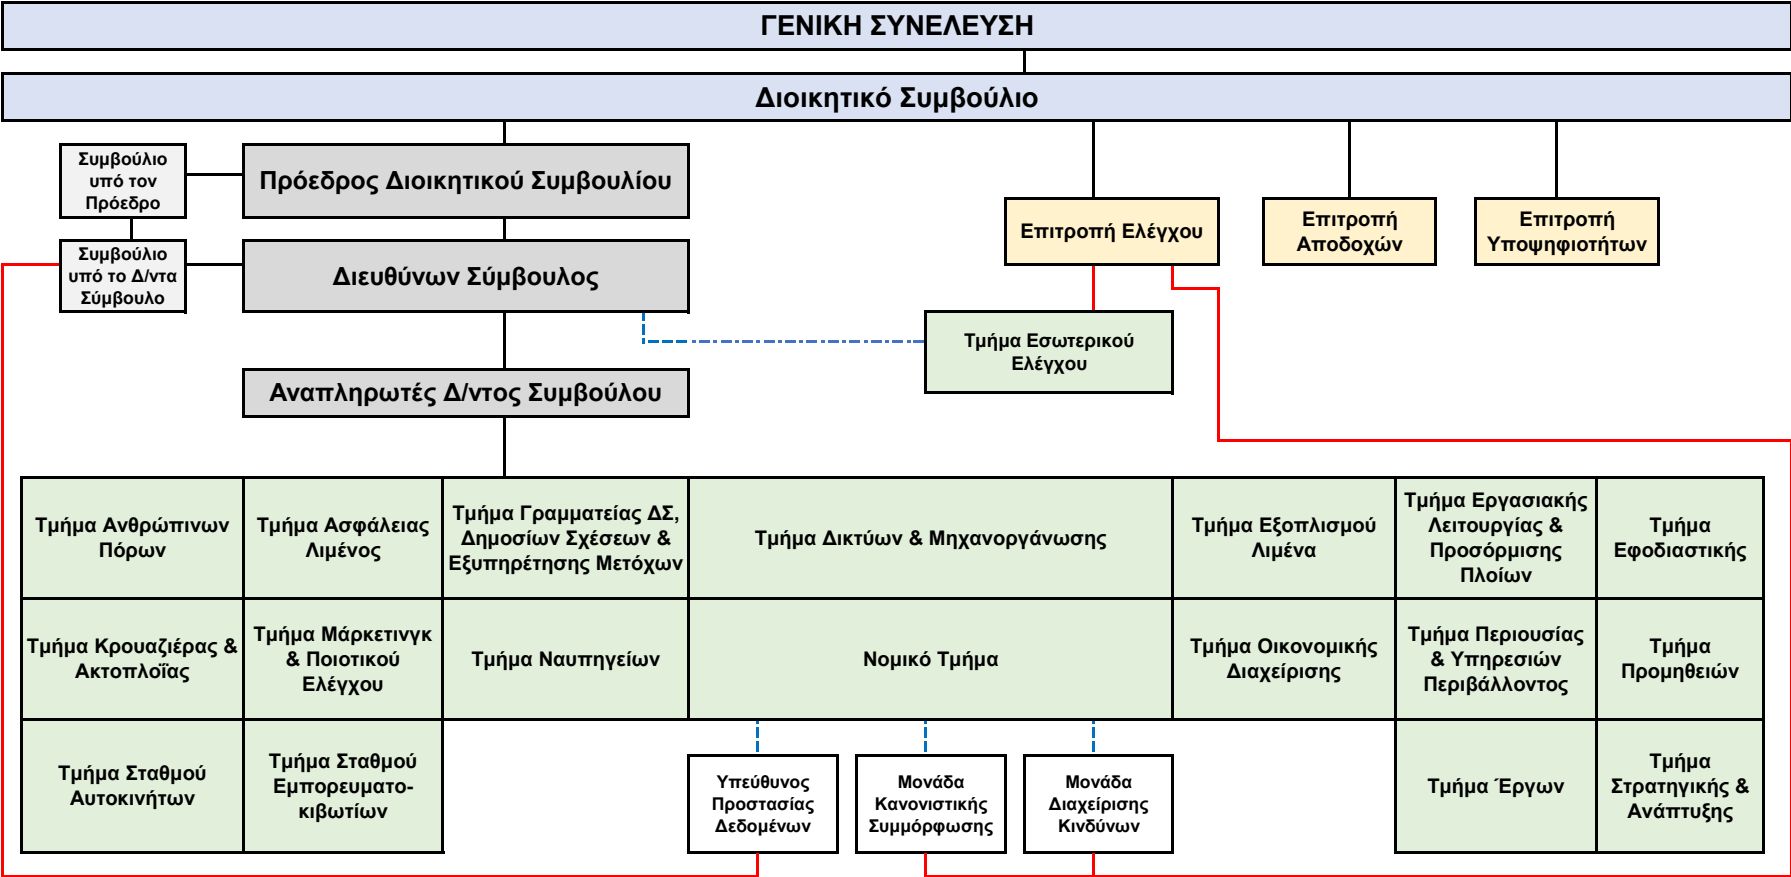 ΓΕΝΙΚΗ ΣΥΝΕΛΕΥΣΗ
Διοικητικό Συμβούλιο
Συμβούλιο
υπό τον
Πρόεδρο
Πρόεδρος Διοικητικού Συμβουλίου
Επιτροπή Ελέγχου
Επιτροπή
Αποδοχών
Επιτροπή
Υποψηφιοτήτων
Συμβούλιο
υπό το Δ/ντα
Σύμβουλο
Διευθύνων Σύμβουλος
Τμήμα Εσωτερικού
Ελέγχου
Αναπληρωτές Δ/ντος Συμβούλου
Τμήμα Ανθρώπινων
Πόρων
Τμήμα Ασφάλειας
Λιμένος
Τμήμα Γραμματείας ΔΣ,
Δημοσίων Σχέσεων &
Εξυπηρέτησης Μετόχων
Τμήμα Δικτύων & Μηχανοργάνωσης
Τμήμα Εξοπλισμού
Λιμένα
Τμήμα Εργασιακής
Λειτουργίας &
Προσόρμισης
Πλοίων
Τμήμα
Εφοδιαστικής
Τμήμα Κρουαζιέρας &
Ακτοπλοΐας
Τμήμα Μάρκετινγκ
& Ποιοτικού
Ελέγχου
Τμήμα Ναυπηγείων
Νομικό Τμήμα
Τμήμα Οικονομικής
Διαχείρισης
Τμήμα Περιουσίας
& Υπηρεσιών
Περιβάλλοντος
Τμήμα
Προμηθειών
Τμήμα Σταθμού
Αυτοκινήτων
Τμήμα Σταθμού
Εμπορευματο-
κιβωτίων
Υπεύθυνος
Προστασίας
Δεδομένων
Μονάδα
Κανονιστικής
Συμμόρφωσης
Μονάδα
Διαχείρισης
Κινδύνων
Τμήμα Έργων
Τμήμα
Στρατηγικής &
Ανάπτυξης